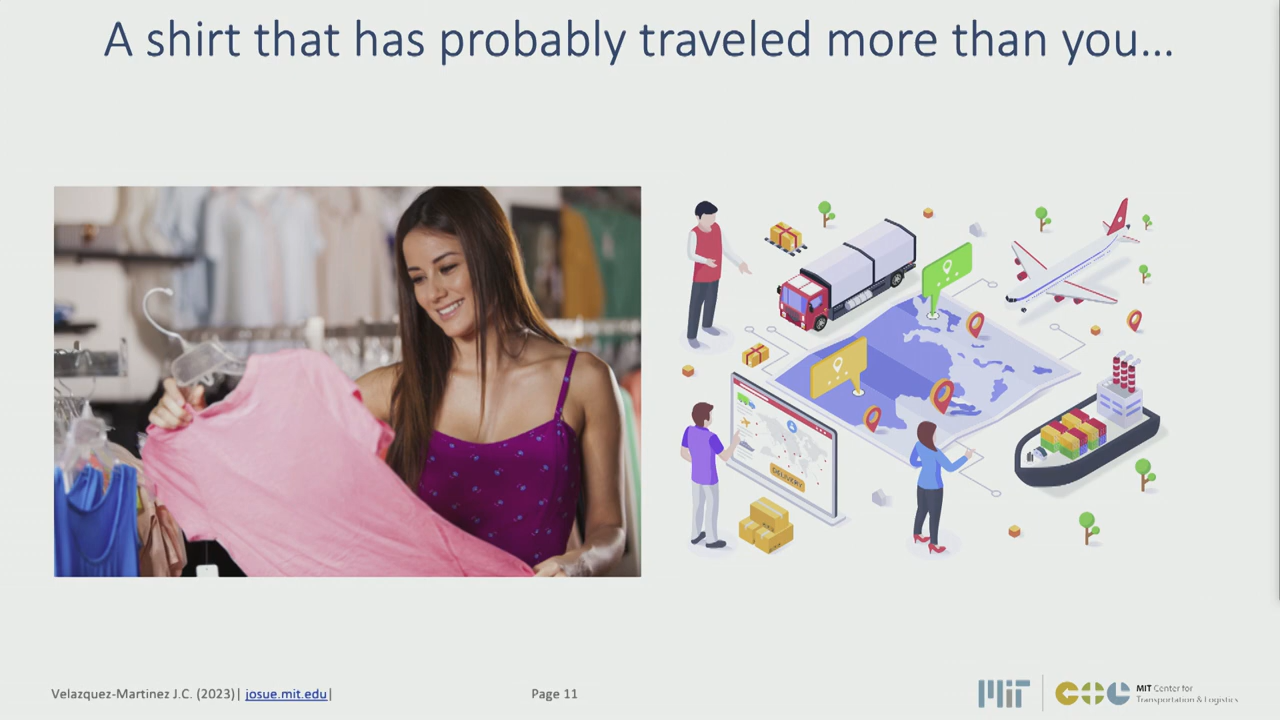 A shirt that has probably traveled more than you...
DELIVERY
Velazquez-Martinez J.C. (2023)| josue.mit.edu|
Page 11
MIT
MIT Center for
Transportation & Logistics